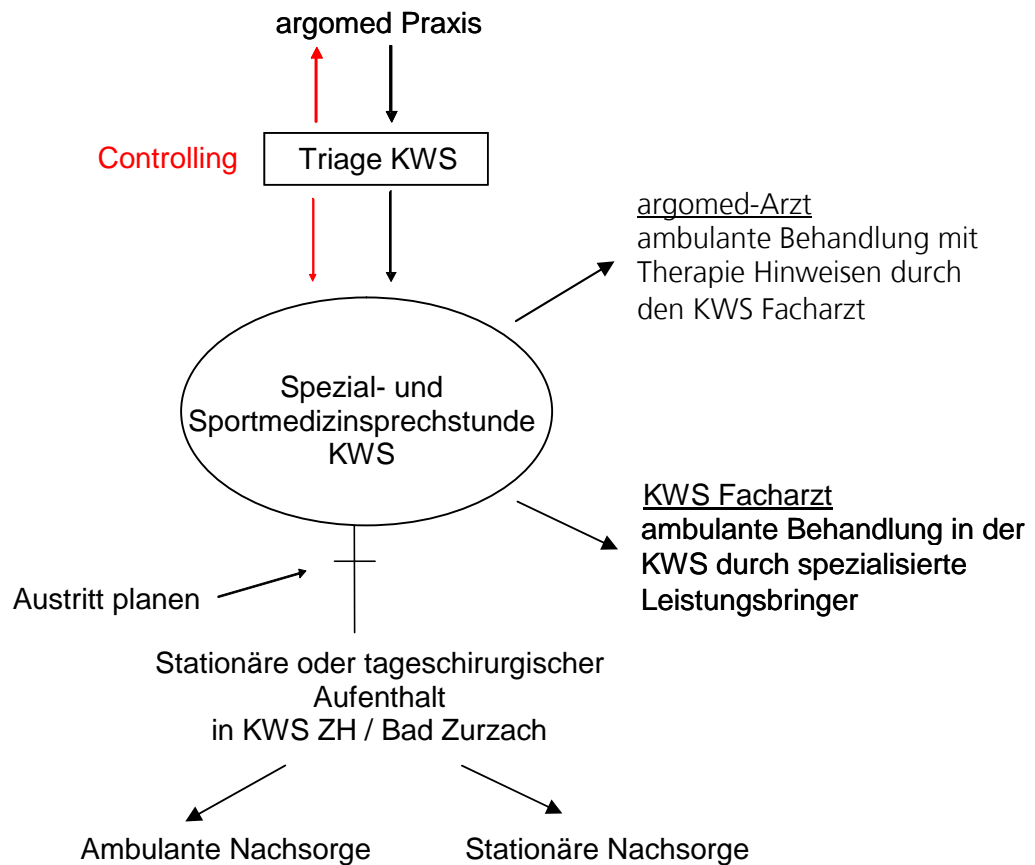 argomed Praxis
Controlling
Triage KWS
argomed-Arzt
ambulante Behandlung mit
Therapie Hinweisen durch
den KWS Facharzt
Spezial- und
Sportmedizinsprechstunde
KWS
KWS Facharzt
ambulante Behandlung in der
KWS durch spezialisierte
Leistungsbringer
Austritt planen
Stationäre oder tageschirurgischer
Aufenthalt
in KWS ZH / Bad Zurzach
Ambulante Nachsorge
Stationäre Nachsorge